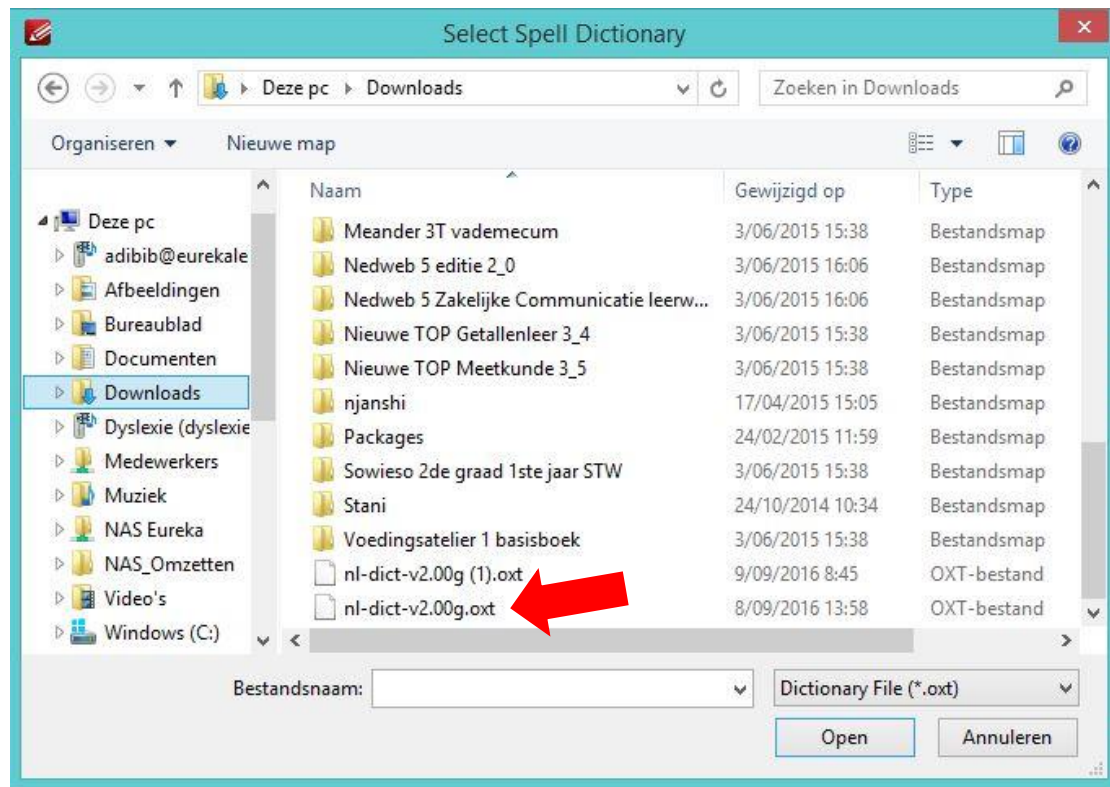 Select Spell Dictionary
Deze pc Downloads
Zoeken in Downloads
Organiseren Nieuwe map
Naam Gewijzigd op Type
Deze pc
adibib@eurekale
Afbeeldingen
Bureaublad
Documenten
Downloads
Dyslexie (dyslexie
Medewerkers
Muziek
NAS Eureka
NAS_Omzetten
Video's
Windows (C:)
Meander 3T vademecum 3/06/2015 15:38 Bestandsmap
Nedweb 5 editie 2_0 3/06/2015 16:06 Bestandsmap
Nedweb 5 Zakelijke Communicatie leerw... 3/06/2015 16:06 Bestandsmap
Nieuwe TOP Getallenleer 3_4 3/06/2015 15:38 Bestandsmap
Nieuwe TOP Meetkunde 3_5 3/06/2015 15:38 Bestandsmap
njanshi 17/04/2015 15:05 Bestandsmap
Packages 24/02/2015 11:59 Bestandsmap
Sowieso 2de graad 1ste jaar STW 3/06/2015 15:38 Bestandsmap
Stani 24/10/2014 10:34 Bestandsmap
Voedingsatelier 1 basisboek 3/06/2015 15:38 Bestandsmap
nl-dict-v2.00g (1).oxt 9/09/2016 8:45 OXT-bestand
nl-dict-v2.00g.oxt 8/09/2016 13:58 OXT-bestand
Bestandsnaam: Dictionary File (*.oxt)
Open Annuleren